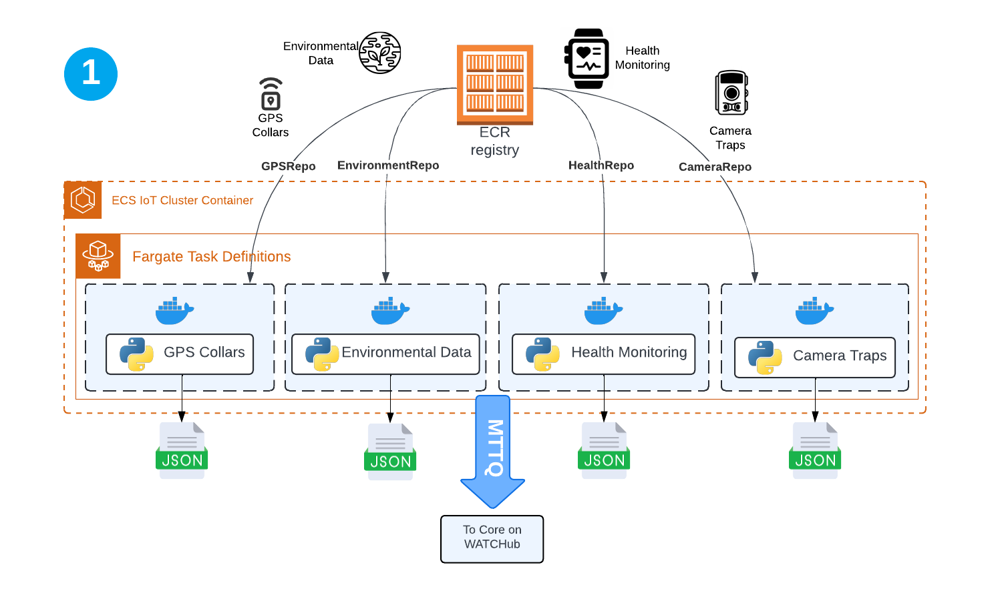 1
Environmental
Data
Health
Monitoring
GPS
Collars
Camera
Traps
ECR
registry
GPSRepo
EnvironmentRepo
HealthRepo
CameraRepo
ECS IoT Cluster Container
Fargate Task Definitions
GPS Collars
Environmental Data
Health Monitoring
Camera Traps
JSON
JSON
JSON
JSON
MTTQ
To Core on
WATCHub